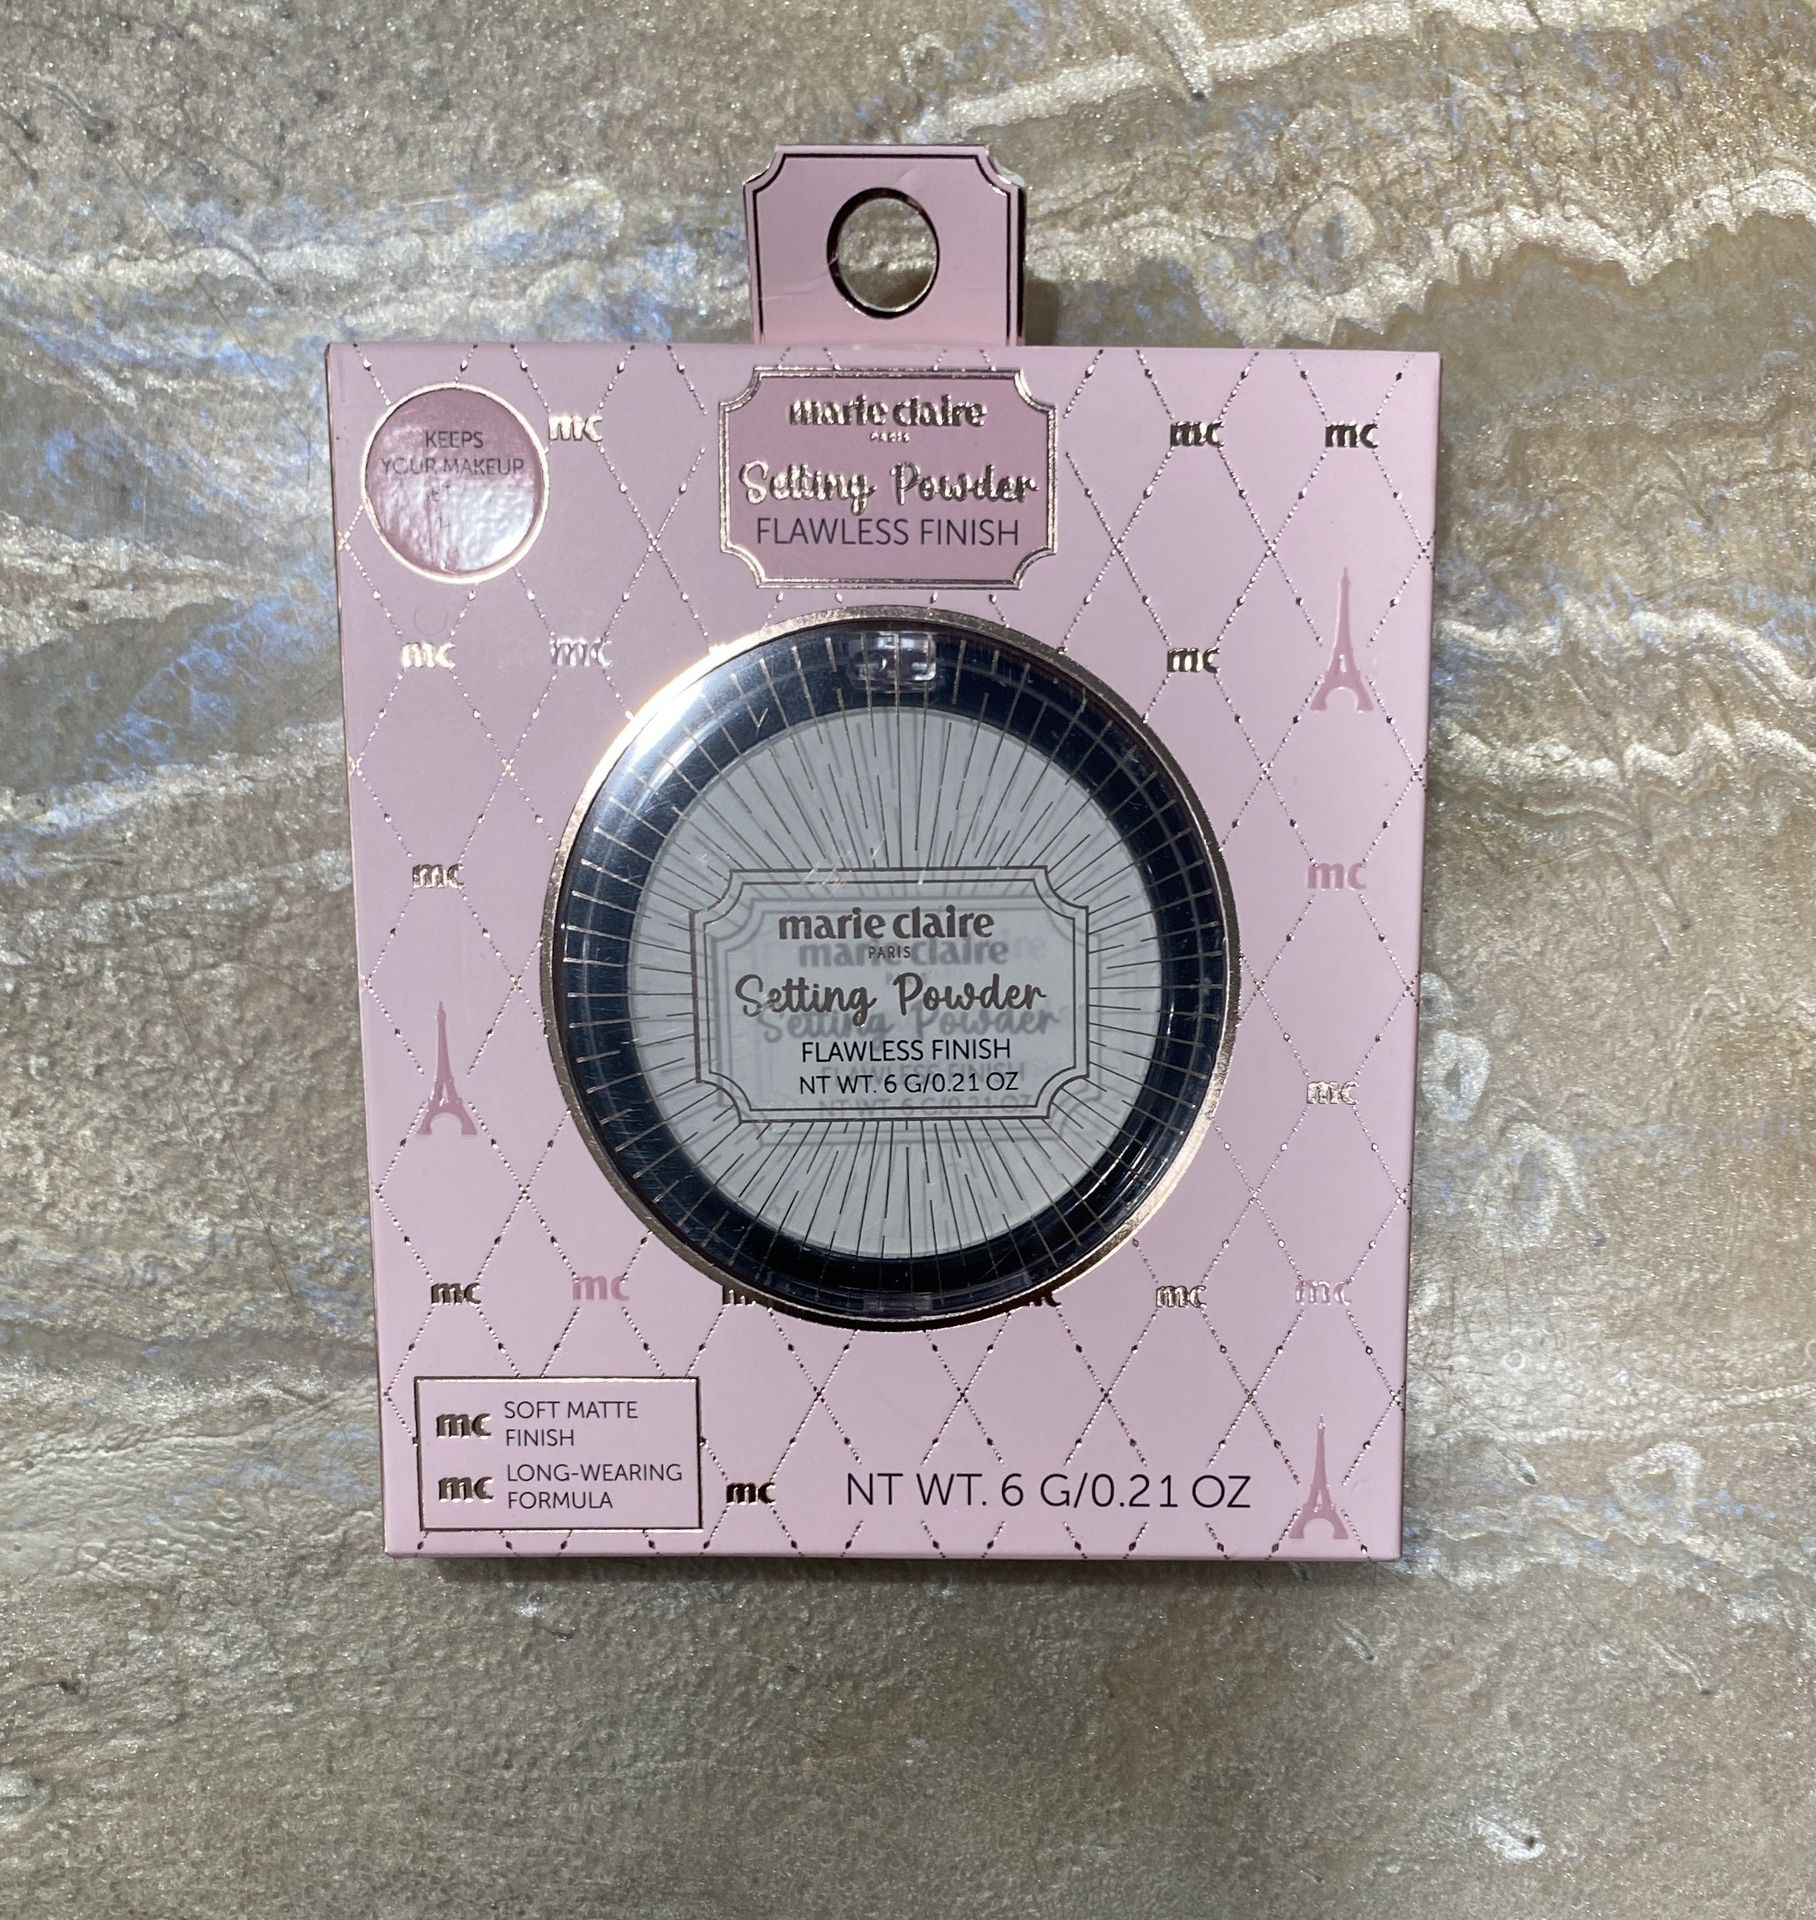 KEEPS
YOUR MAKEUP
marie claire
PARIS
Setting Powder
FLAWLESS FINISH
mc
mc
mc
mc
mc
mc
marie claire
PARIS
Setting Powder
FLAWLESS FINISH
NT WT. 6 G/0.21 OZ
mc
mc
mc
mc
mc
mc
mc
mc SOFT MATTE
FINISH
mc LONG-WEARING
FORMULA
mc
NT WT. 6 G/0.21 OZ